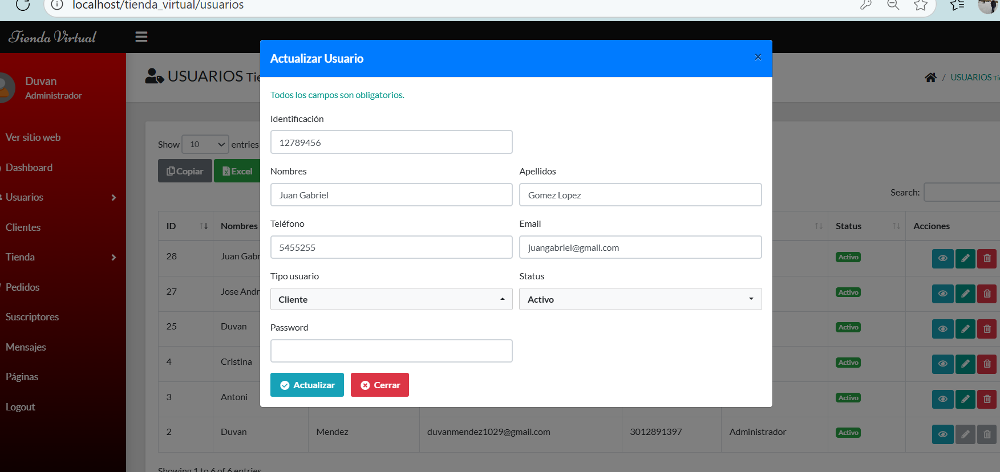 localhost/tienda_virtual/usuarios
Tienda Virtual
Duvan
Administrador
Ver sitio web
Dashboard
Usuarios
Clientes
Tienda
Pedidos
Suscriptores
Mensajes
Páginas
Logout
USUARIOS
/ USUARIOS
Show 10 entries
Copiar Excel
Search:
ID Nombres Status Acciones
28 Juan Activo
27 Jose Activo
25 Duvan Activo
4 Cristina Activo
3 Antoni Activo
2 Duvan Mendez duvanmendez1029@gmail.com 3012891397 Administrador Activo
Showing 1 to 6 of 6 entries
Actualizar Usuario ×
Todos los campos son obligatorios.
Identificación
12789456
Nombres Apellidos
Juan Gabriel Gomez Lopez
Teléfono Email
5455255 juangabriel@gmail.com
Tipo usuario Status
Cliente Activo
Password
Actualizar Cerrar